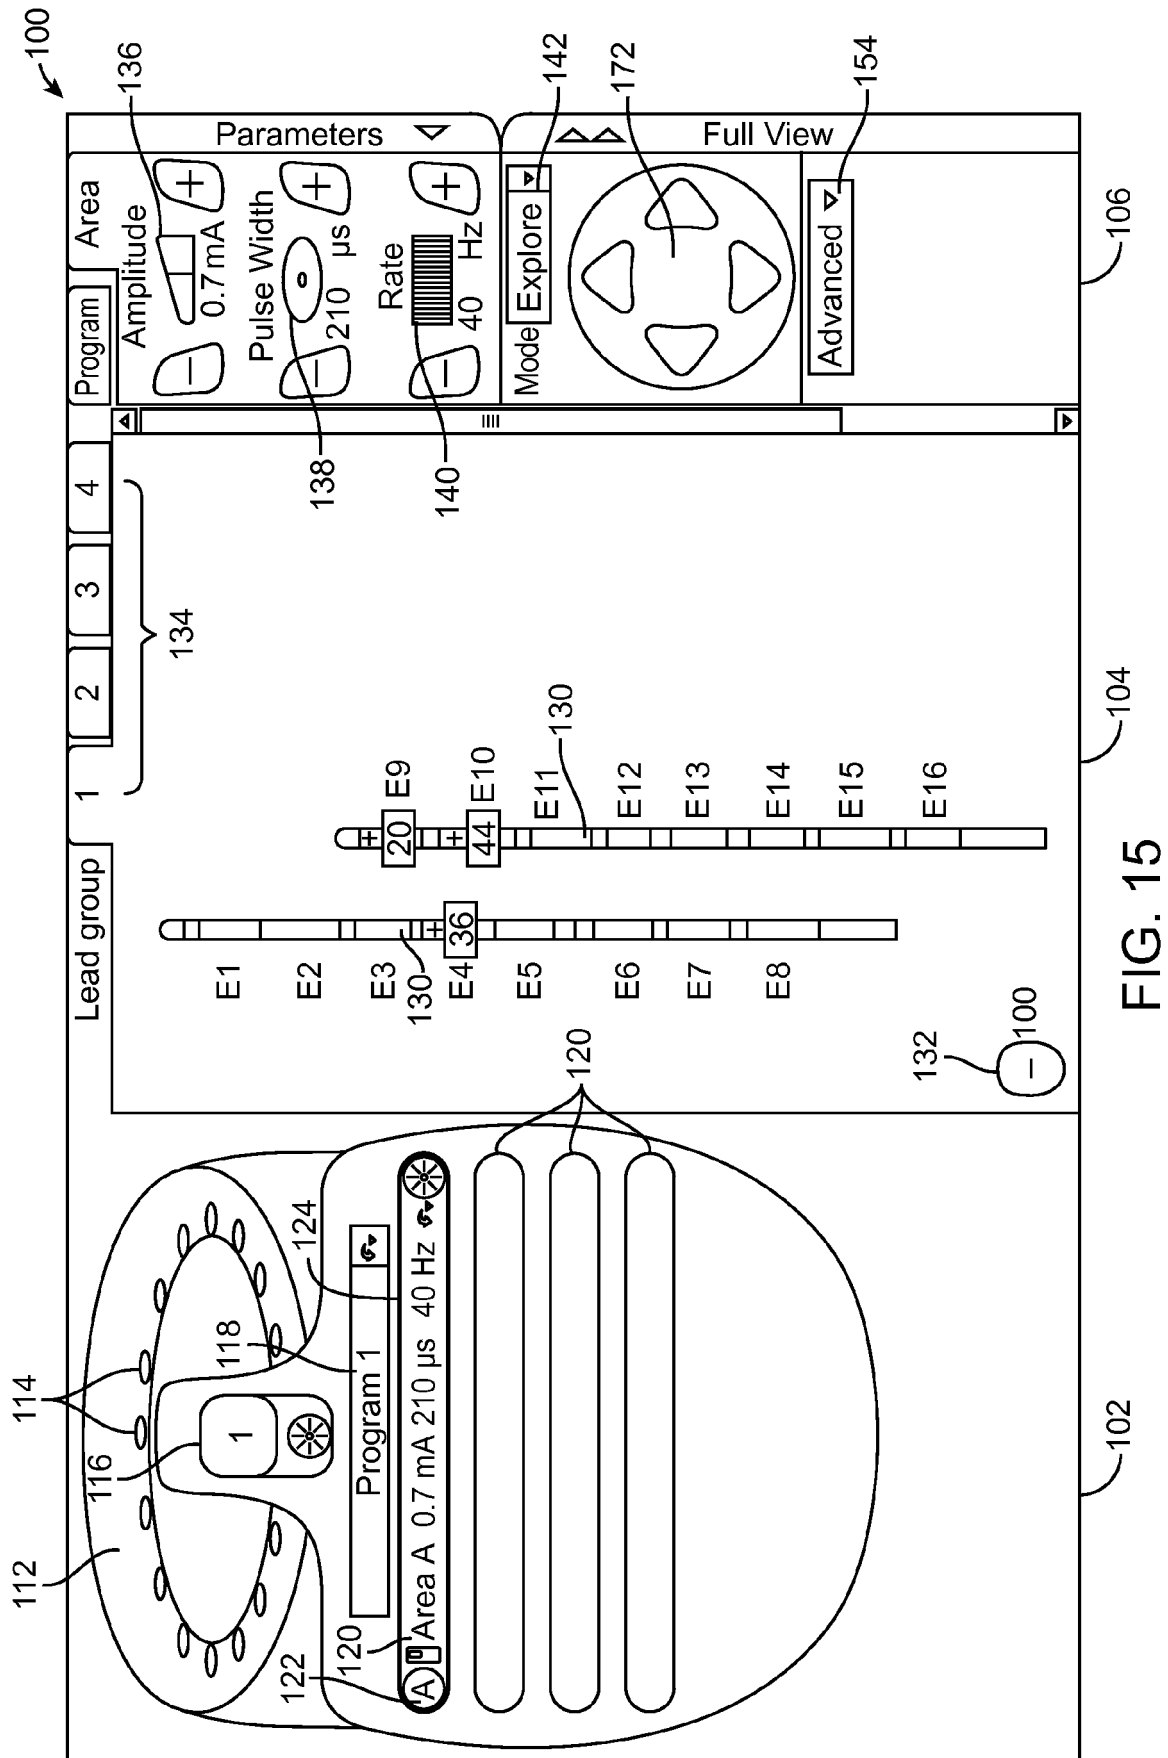 100
112
114
116
1
118
Program 1
124
120
122
A Area A 0.7 mA 210 µs 40 Hz
120
102
Lead group 1 2 3 4
134
E1
E2
E3
130
E4
+
36
E5
E6
E7
E8
+
20
E9
+
44
E10
E11
130
E12
E13
E14
E15
E16
132
− 100
104
Program Area
Amplitude
136
− +
0.7 mA
Pulse Width
− +
138
210 µs
Rate
− +
140
40 Hz
Parameters
Mode Explore
142
172
Full View
Advanced
154
106
FIG. 15